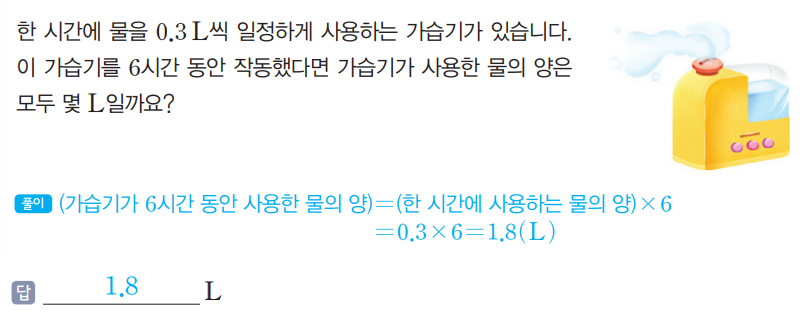 한 시간에 물을 0.3 L씩 일정하게 사용하는 가습기가 있습니다.
이 가습기를 6시간 동안 작동했다면 가습기가 사용한 물의 양은
모두 몇 L일까요?
풀이 (가습기가 6시간 동안 사용한 물의 양)=(한 시간에 사용하는 물의 양)×6
=0.3×6=1.8(L)
답 1.8 L